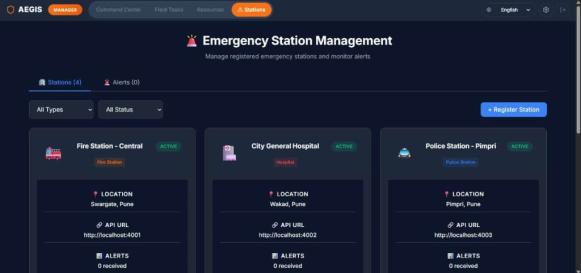 AEGIS MANAGER Command Center Field Tasks Resources Stations English
Emergency Station Management
Manage registered emergency stations and monitor alerts
Stations (4) Alerts (0)
All Types All Status + Register Station
Fire Station - Central ACTIVE
Fire Station
LOCATION
Swargate, Pune
API URL
http://localhost:4001
ALERTS
0 received
City General Hospital ACTIVE
Hospital
LOCATION
Wakad, Pune
API URL
http://localhost:4002
ALERTS
0 received
Police Station - Pimpri ACTIVE
Police Station
LOCATION
Pimpri, Pune
API URL
http://localhost:4003
ALERTS
0 received